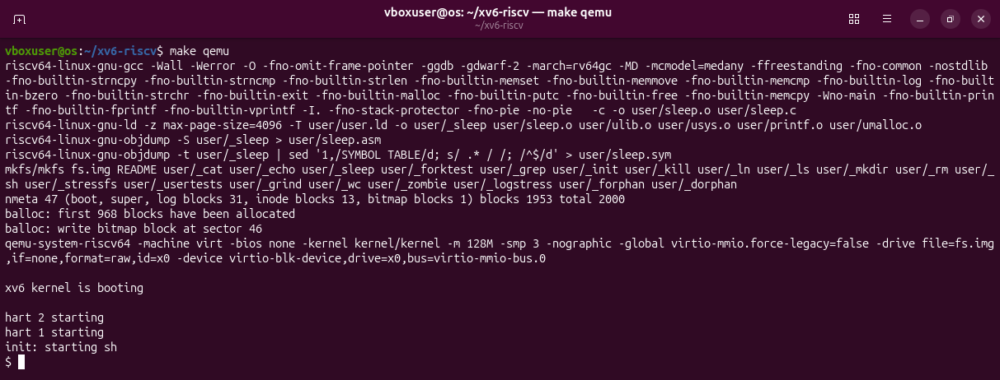 vboxuser@os: ~/xv6-riscv — make qemu
~/xv6-riscv
vboxuser@os:~/xv6-riscv$ make qemu
riscv64-linux-gnu-gcc -Wall -Werror -O -fno-omit-frame-pointer -ggdb -gdwarf-2 -march=rv64gc -MD -mcmodel=medany -ffreestanding -fno-common -nostdlib
-fno-builtin-strncpy -fno-builtin-strncmp -fno-builtin-strlen -fno-builtin-memset -fno-builtin-memmove -fno-builtin-memcmp -fno-builtin-log -fno-built
in-bzero -fno-builtin-strchr -fno-builtin-exit -fno-builtin-malloc -fno-builtin-putc -fno-builtin-free -fno-builtin-memcpy -Wno-main -fno-builtin-prin
tf -fno-builtin-fprintf -fno-builtin-vprintf -I. -fno-stack-protector -fno-pie -no-pie   -c -o user/sleep.o user/sleep.c
riscv64-linux-gnu-ld -z max-page-size=4096 -T user/user.ld -o user/_sleep user/sleep.o user/ulib.o user/usys.o user/printf.o user/umalloc.o
riscv64-linux-gnu-objdump -S user/_sleep > user/sleep.asm
riscv64-linux-gnu-objdump -t user/_sleep | sed '1,/SYMBOL TABLE/d; s/ .* / /; /^$/d' > user/sleep.sym
mkfs/mkfs fs.img README user/_cat user/_echo user/_sleep user/_forktest user/_grep user/_init user/_kill user/_ln user/_ls user/_mkdir user/_rm user/_
sh user/_stressfs user/_usertests user/_grind user/_wc user/_zombie user/_logstress user/_forphan user/_dorphan
nmeta 47 (boot, super, log blocks 31, inode blocks 13, bitmap blocks 1) blocks 1953 total 2000
balloc: first 968 blocks have been allocated
balloc: write bitmap block at sector 46
qemu-system-riscv64 -machine virt -bios none -kernel kernel/kernel -m 128M -smp 3 -nographic -global virtio-mmio.force-legacy=false -drive file=fs.img
,if=none,format=raw,id=x0 -device virtio-blk-device,drive=x0,bus=virtio-mmio-bus.0
xv6 kernel is booting
hart 2 starting
hart 1 starting
init: starting sh
$